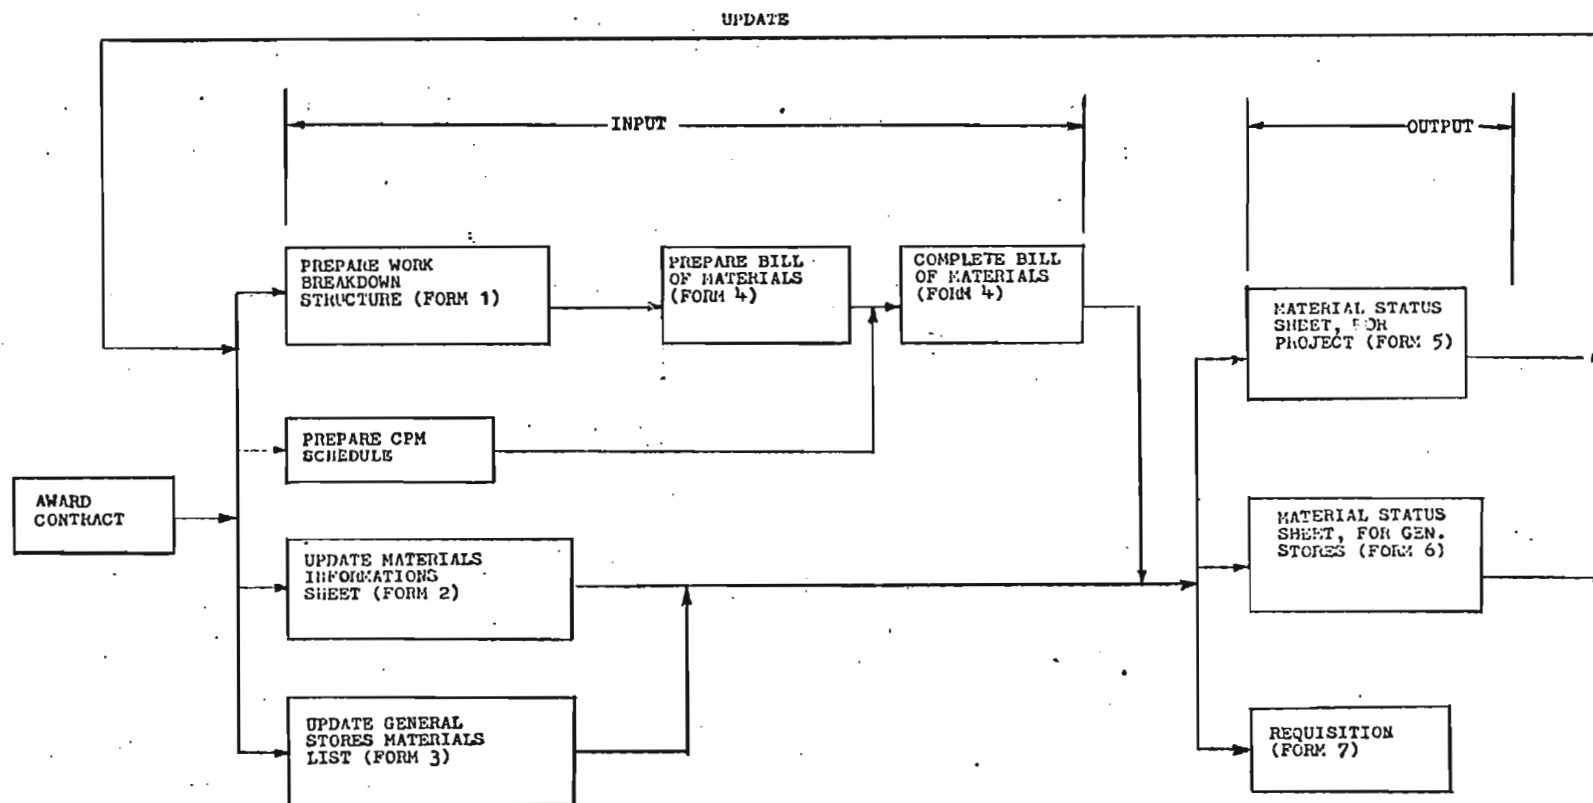 UPDATE
INPUT
OUTPUT
PREPARE WORK
BREAKDOWN
STRUCTURE (FORM 1)
PREPARE BILL
OF MATERIALS
(FORM 4)
COMPLETE BILL
OF MATERIALS
(FORM 4)
MATERIAL STATUS
SHEET, FOR
PROJECT (FORM 5)
PREPARE CPM
SCHEDULE
AWARD
CONTRACT
MATERIAL STATUS
SHEET, FOR GEN.
STORES (FORM 6)
UPDATE MATERIALS
INFORMATIONS
SHEET (FORM 2)
UPDATE GENERAL
STORES MATERIALS
LIST (FORM 3)
REQUISITION
(FORM 7)